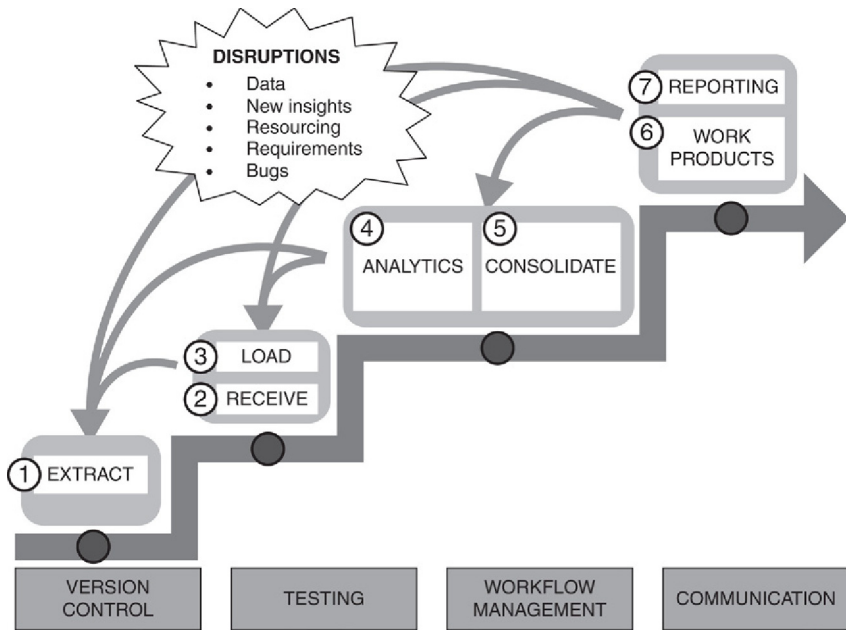 DISRUPTIONS
• Data
• New insights
• Resourcing
• Requirements
• Bugs
7 REPORTING
6 WORK
PRODUCTS
4 ANALYTICS
5 CONSOLIDATE
3 LOAD
2 RECEIVE
1 EXTRACT
VERSION
CONTROL
TESTING
WORKFLOW
MANAGEMENT
COMMUNICATION